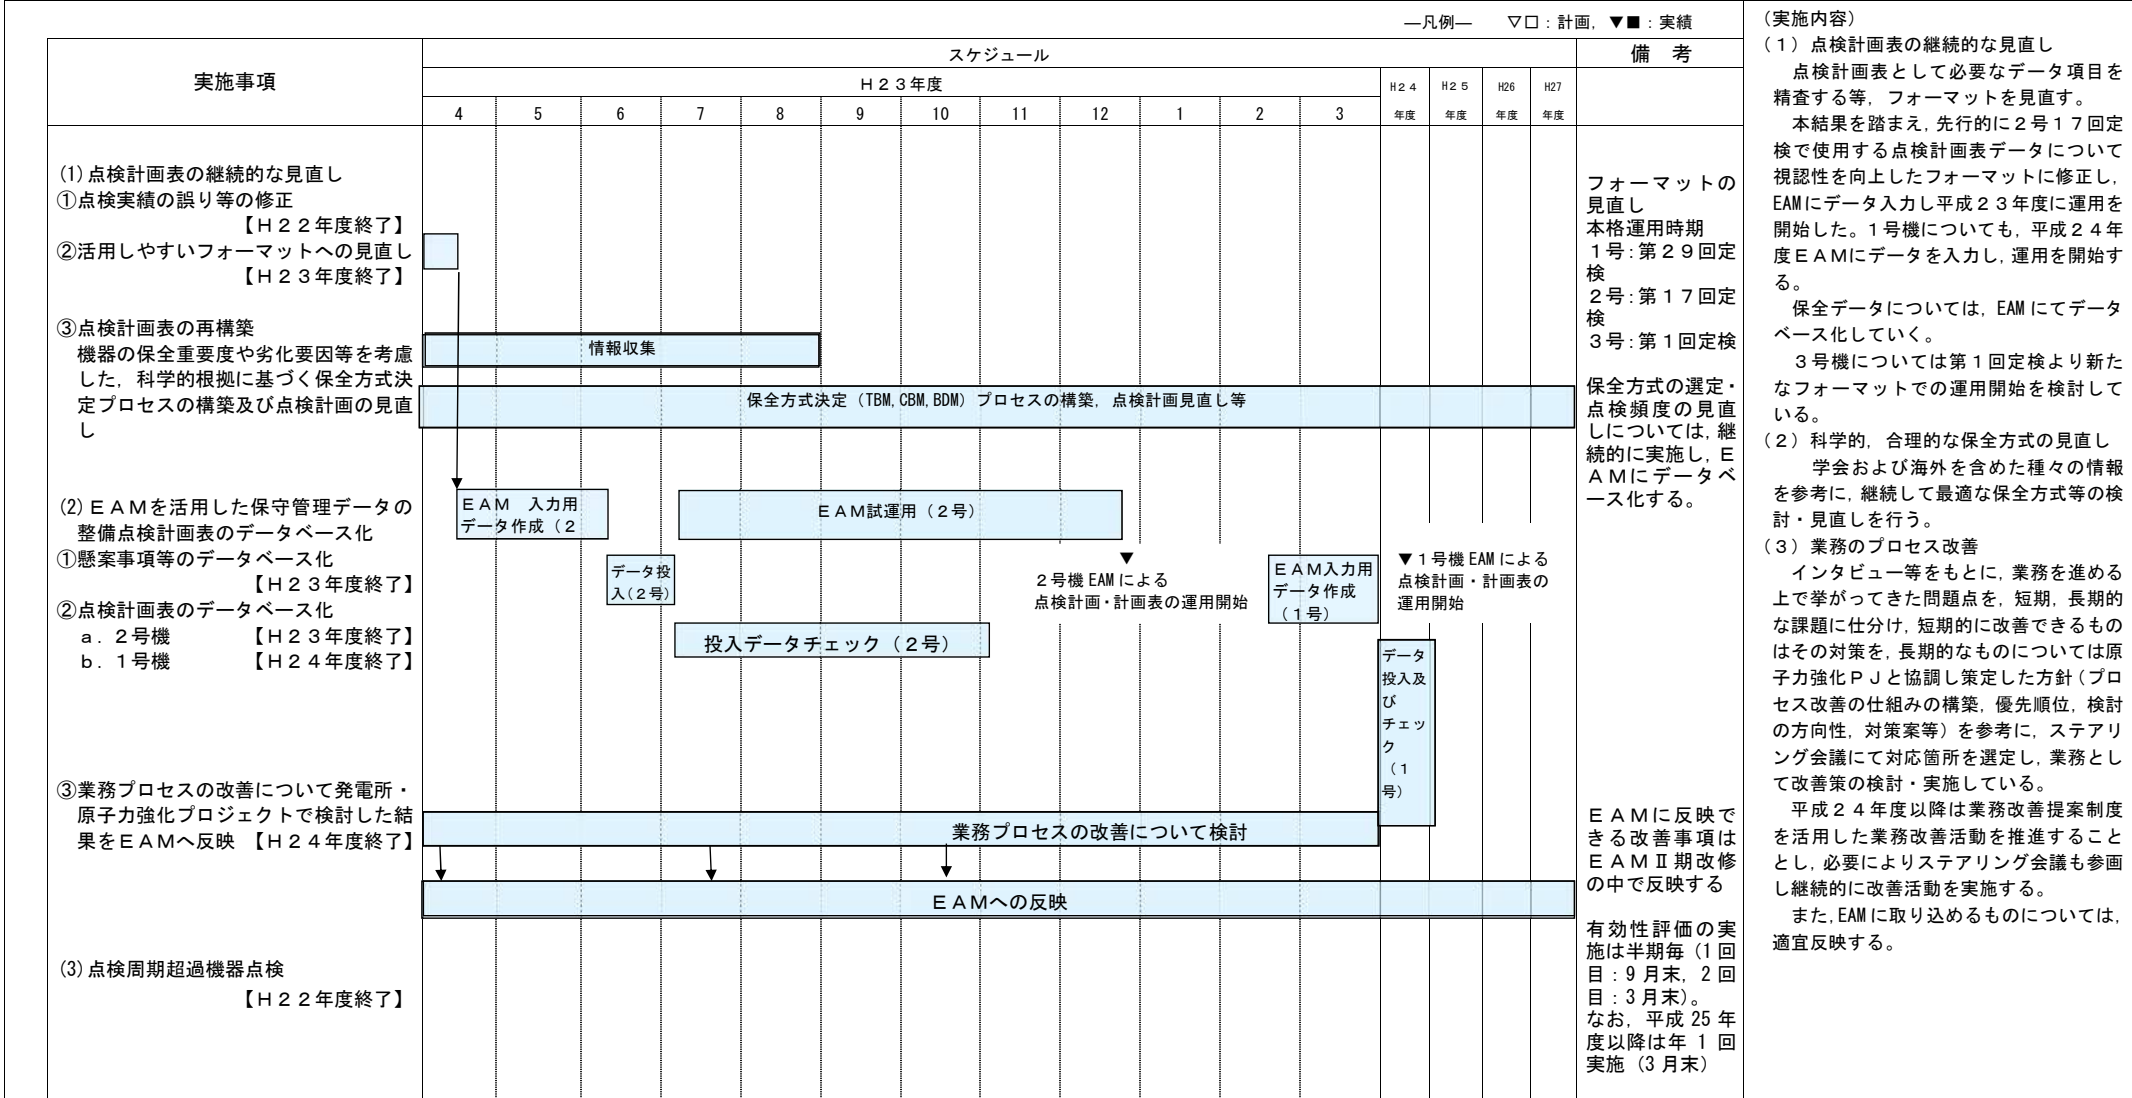 ―凡例―　▽□：計画，▼■：実績
実施事項
スケジュール
備　考
Ｈ２３年度
4
5
6
7
8
9
10
11
12
1
2
3
Ｈ２４
年度
Ｈ２５
年度
H26
年度
H27
年度
(1)点検計画表の継続的な見直し
①点検実績の誤り等の修正
【Ｈ２２年度終了】
②活用しやすいフォーマットへの見直し
【Ｈ２３年度終了】
③点検計画表の再構築
機器の保全重要度や劣化要因等を考慮
した，科学的根拠に基づく保全方式決
定プロセスの構築及び点検計画の見直
し
(2)ＥＡＭを活用した保守管理データの
整備点検計画表のデータベース化
①懸案事項等のデータベース化
【Ｈ２３年度終了】
②点検計画表のデータベース化
ａ．２号機　【Ｈ２３年度終了】
ｂ．１号機　【Ｈ２４年度終了】
③業務プロセスの改善について発電所・
原子力強化プロジェクトで検討した結
果をＥＡＭへ反映　【Ｈ２４年度終了】
(3)点検周期超過機器点検
【Ｈ２２年度終了】
情報収集
保全方式決定（TBM,CBM,BDM）プロセスの構築，点検計画見直し等
ＥＡＭ　入力用
データ作成（２
ＥＡＭ試運用（２号）
データ投
入(２号)
▼
２号機 EAM による
点検計画・計画表の運用開始
ＥＡＭ入力用
データ作成
（１号）
▼１号機 EAM による
点検計画・計画表の
運用開始
投入データチェック（２号）
データ
投入及
び
チェッ
ク
（１
号）
業務プロセスの改善について検討
ＥＡＭへの反映
フォーマットの
見直し
本格運用時期
１号:第２９回定
検
２号:第１７回定
検
３号:第１回定検
保全方式の選定・
点検頻度の見直
しについては,継
続的に実施し,Ｅ
ＡＭにデータベ
ース化する。
ＥＡＭに反映で
きる改善事項は
ＥＡＭⅡ期改修
の中で反映する
有効性評価の実
施は半期毎（1 回
目：9 月末，2 回
目：3 月末）。
なお，平成 25 年
度以降は年 1 回
実施（3 月末）
（実施内容）
（１）点検計画表の継続的な見直し
点検計画表として必要なデータ項目を
精査する等，フォーマットを見直す。
本結果を踏まえ,先行的に２号１７回定
検で使用する点検計画表データについて
視認性を向上したフォーマットに修正し,
EAMにデータ入力し平成２３年度に運用を
開始した。１号機についても,平成２４年
度ＥＡＭにデータを入力し,運用を開始す
る。
保全データについては，EAM にてデータ
ベース化していく。
３号機については第１回定検より新た
なフォーマットでの運用開始を検討して
いる。
（２）科学的，合理的な保全方式の見直し
学会および海外を含めた種々の情報
を参考に,継続して最適な保全方式等の検
討・見直しを行う。
（３）業務のプロセス改善
インタビュー等をもとに,業務を進める
上で挙がってきた問題点を，短期，長期的
な課題に仕分け,短期的に改善できるもの
はその対策を,長期的なものについては原
子力強化ＰＪと協調し策定した方針(プロ
セス改善の仕組みの構築，優先順位，検討
の方向性，対策案等）を参考に，ステアリ
ング会議にて対応箇所を選定し,業務とし
て改善策の検討・実施している。
平成２４年度以降は業務改善提案制度
を活用した業務改善活動を推進すること
とし,必要によりステアリング会議も参画
し継続的に改善活動を実施する。
また,EAM に取り込めるものについては,
適宜反映する。